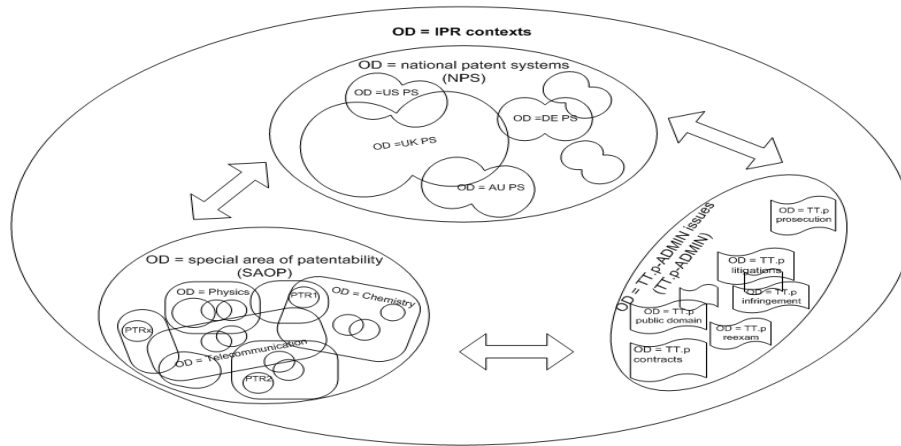 OD = IPR contexts
OD = national patent systems
(NPS)
OD =US PS
OD =DE PS
OD =UK PS
OD = AU PS
OD = special area of patentability
(SAOP)
OD = Physics
PTR1
OD = Chemistry
PTRx
OD = Telecommunication
PTR2
OD = TT.p-ADMIN issues
(TT.p-ADMIN)
OD = TT.p
prosecution
OD = TT.p
litigations
OD = TT.p
infringement
OD = TT.p
public domain
OD = TT.p
reexam
OD = TT.p
contracts